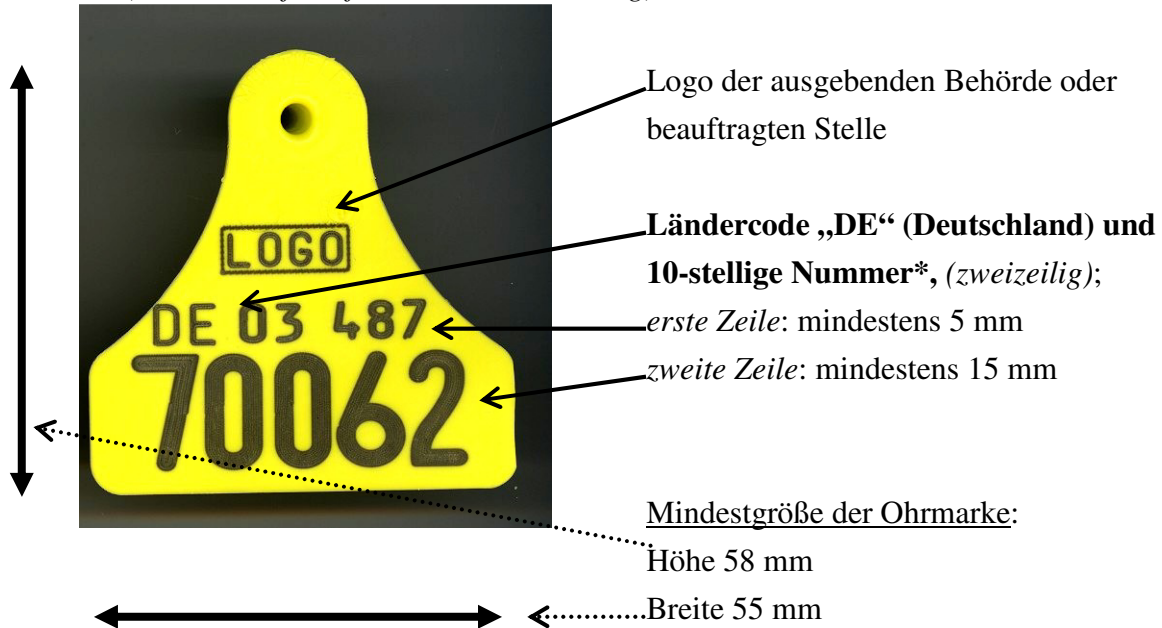 Logo der ausgebenden Behörde oder
beauftragten Stelle
LOGO
DE 03 487
70062
Ländercode „DE“ (Deutschland) und
10-stellige Nummer*, (zweizeilig);
erste Zeile: mindestens 5 mm
zweite Zeile: mindestens 15 mm
Mindestgröße der Ohrmarke:
Höhe 58 mm
Breite 55 mm